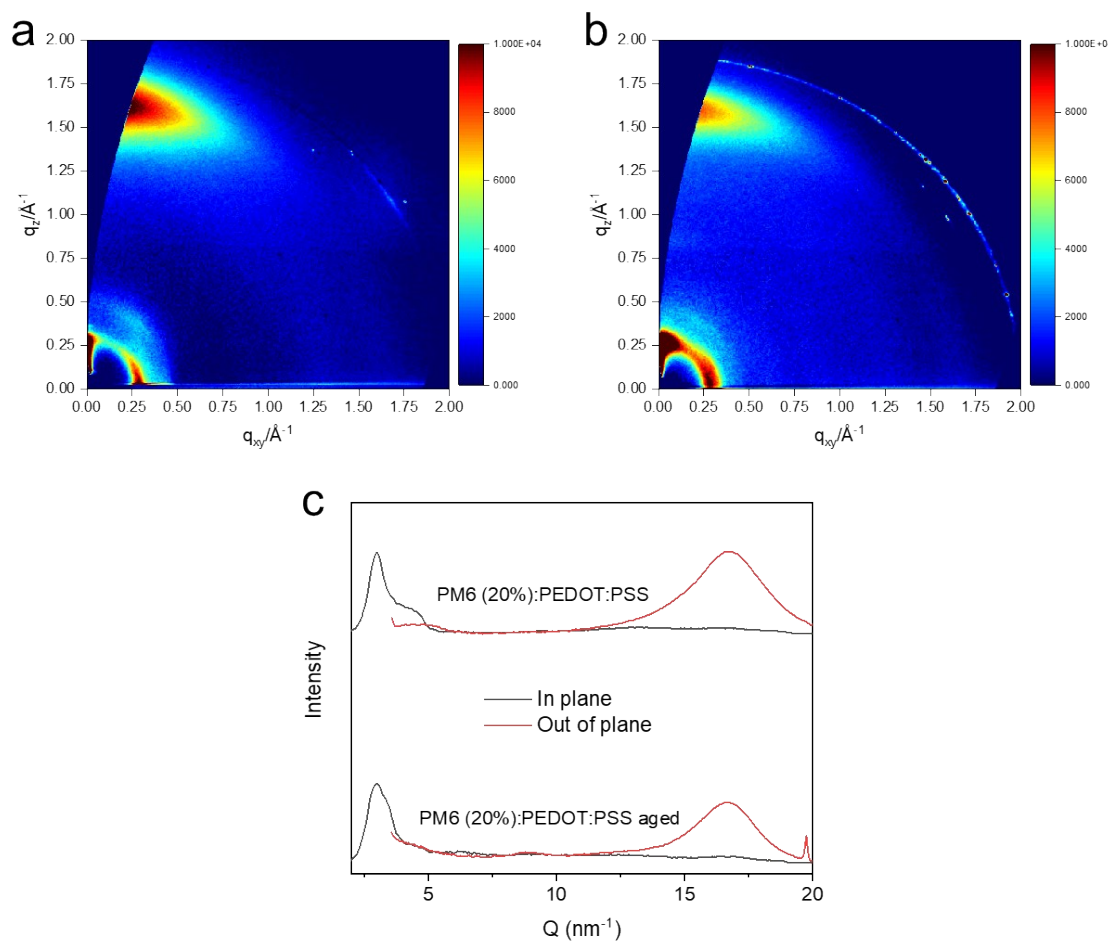 a
2.00
1.75
1.50
1.25
1.00
0.75
0.50
0.25
0.00
qz/Å-1
0.00 0.25 0.50 0.75 1.00 1.25 1.50 1.75 2.00
qxy/Å-1
1.000E+04
8000
6000
4000
2000
0.000
b
2.00
1.75
1.50
1.25
1.00
0.75
0.50
0.25
0.00
qz/Å-1
0.00 0.25 0.50 0.75 1.00 1.25 1.50 1.75 2.00
qxy/Å-1
1.000E+0
8000
6000
4000
2000
0.000
c
PM6 (20%):PEDOT:PSS
In plane
Out of plane
PM6 (20%):PEDOT:PSS aged
Intensity
5 10 15 20
Q (nm-1)